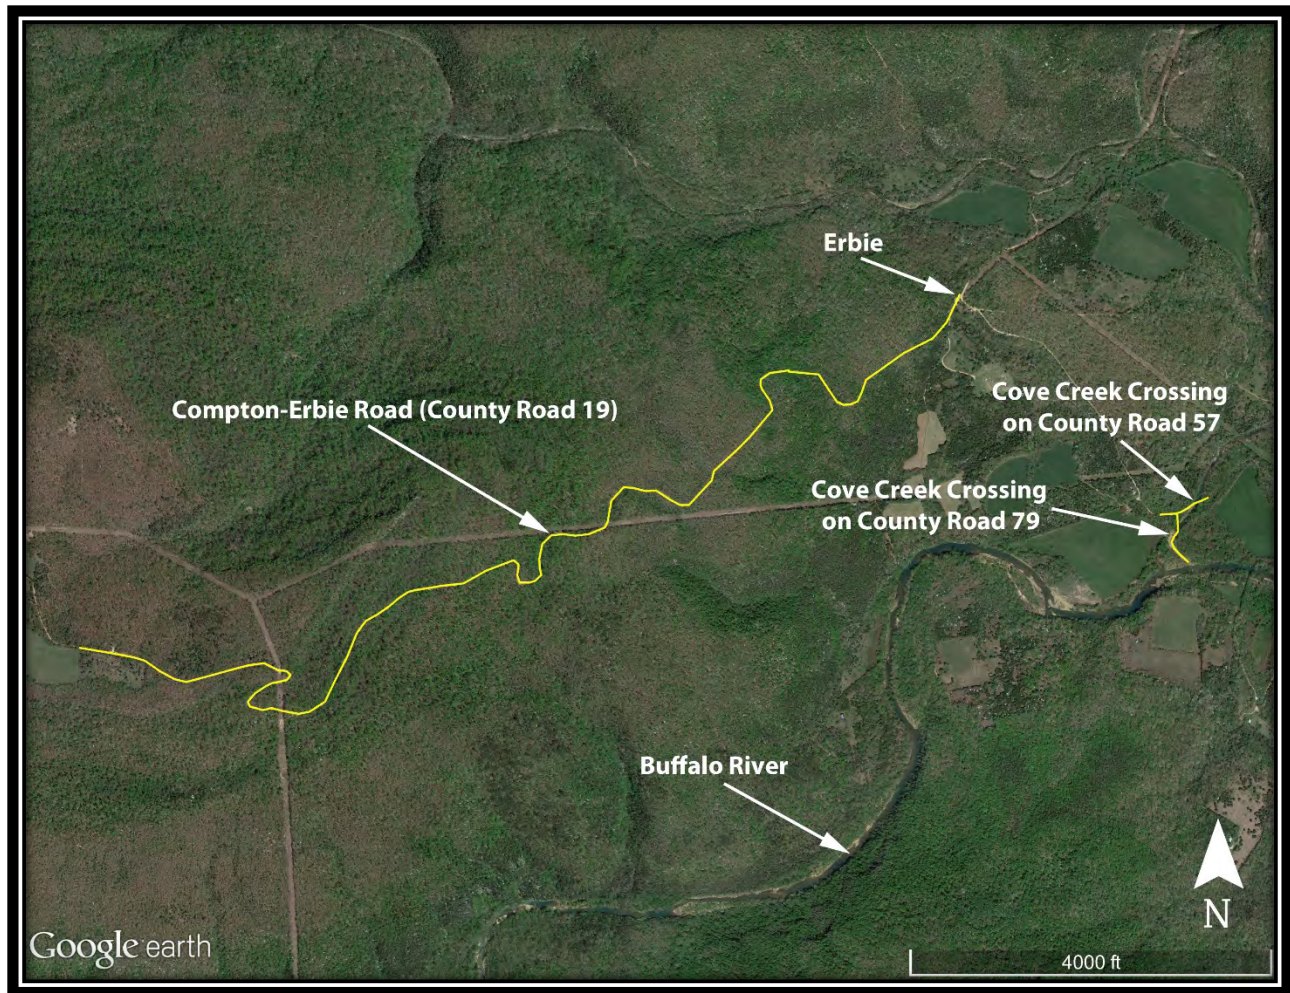 Erbie
Compton-Erbie Road (County Road 19)
Cove Creek Crossing
on County Road 57
Cove Creek Crossing
on County Road 79
Buffalo River
N
Google earth
4000 ft